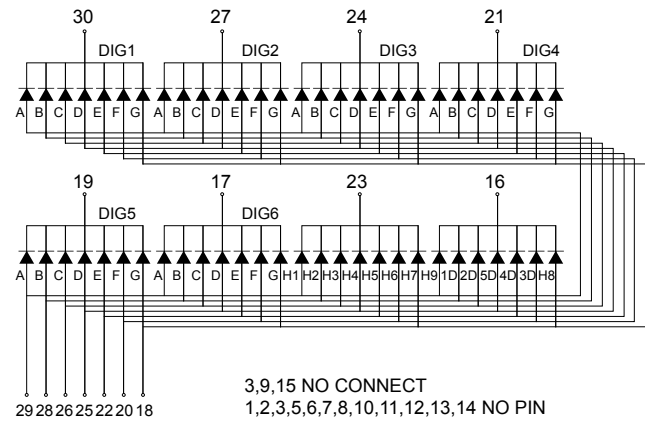 30 27 24 21
DIG1 DIG2 DIG3 DIG4
A B C D E F G A B C D E F G A B C D E F G A B C D E F G
19 17 23 16
DIG5 DIG6
A B C D E F G A B C D E F G H1 H2 H3 H4 H5 H6 H7 H9 1D 2D 5D 4D 3D H8
29 28 26 25 22 20 18
3,9,15 NO CONNECT
1,2,3,5,6,7,8,10,11,12,13,14 NO PIN